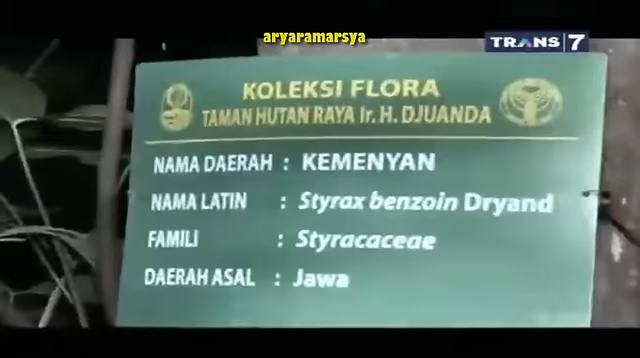 aryaramarsya
TRANS 7
KOLEKSI FLORA
TAMAN HUTAN RAYA Ir. H. DJUANDA
NAMA DAERAH : KEMENYAN
NAMA LATIN : Styrax benzoin Dryand
FAMILI : Styracaceae
DAERAH ASAL : Jawa